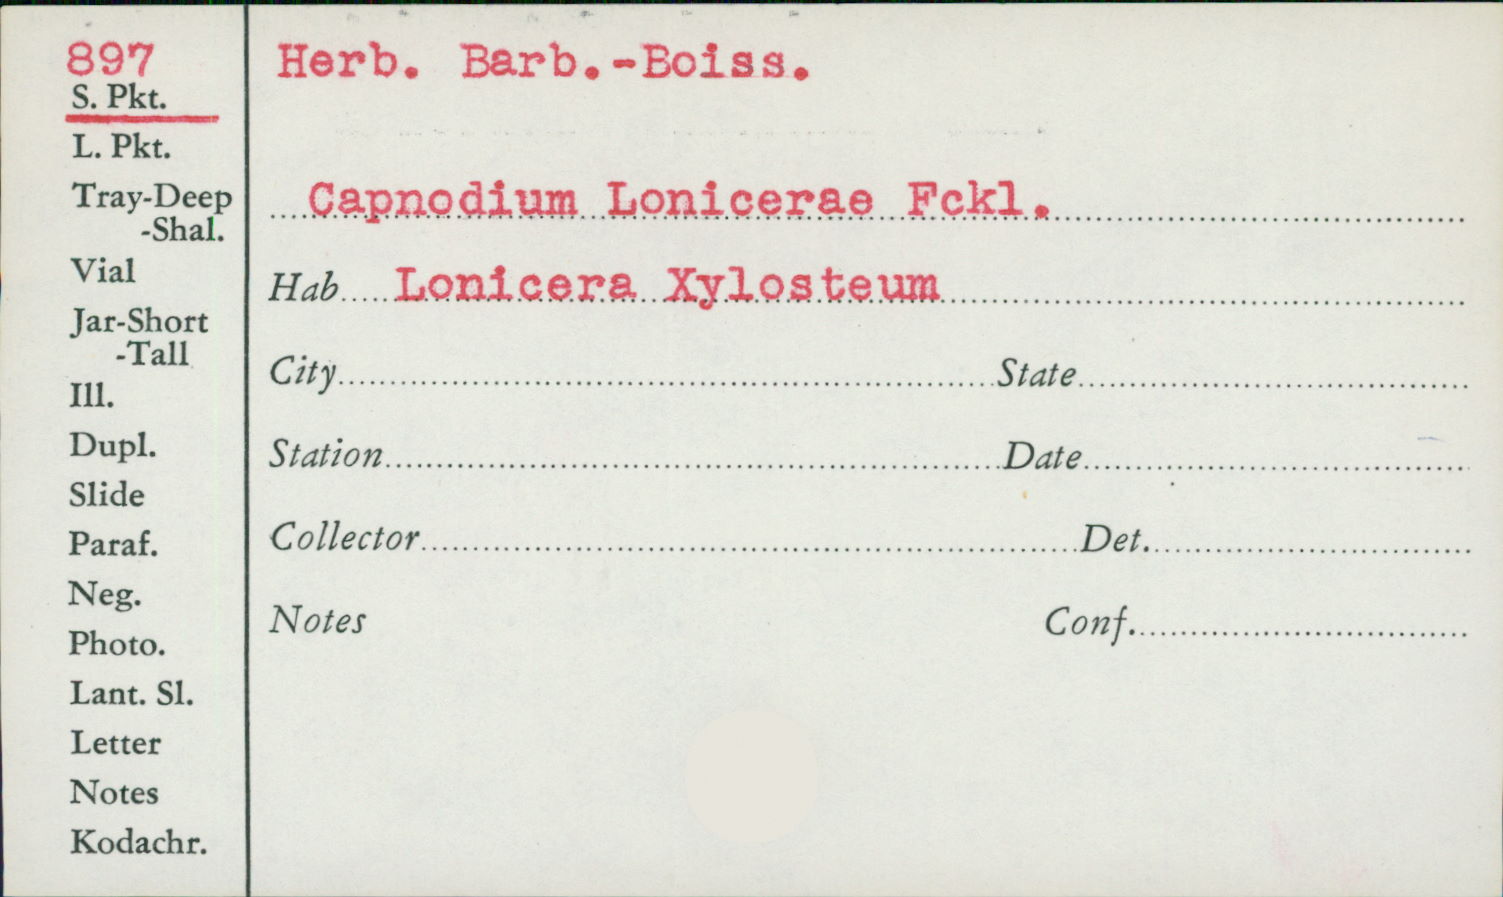 897
S. Pkt.
L. Pkt.
Tray-Deep
-Shal.
Vial
Jar-Short
-Tall
Ill.
Dupl.
Slide
Paraf.
Neg.
Photo.
Lant. Sl.
Letter
Notes
Kodachr.
Herb. Barb.-Boiss.
Capnodium Lonicerae Fckl.
Hab Lonicera Xylosteum
City State
Station Date
Collector Det.
Notes Conf.